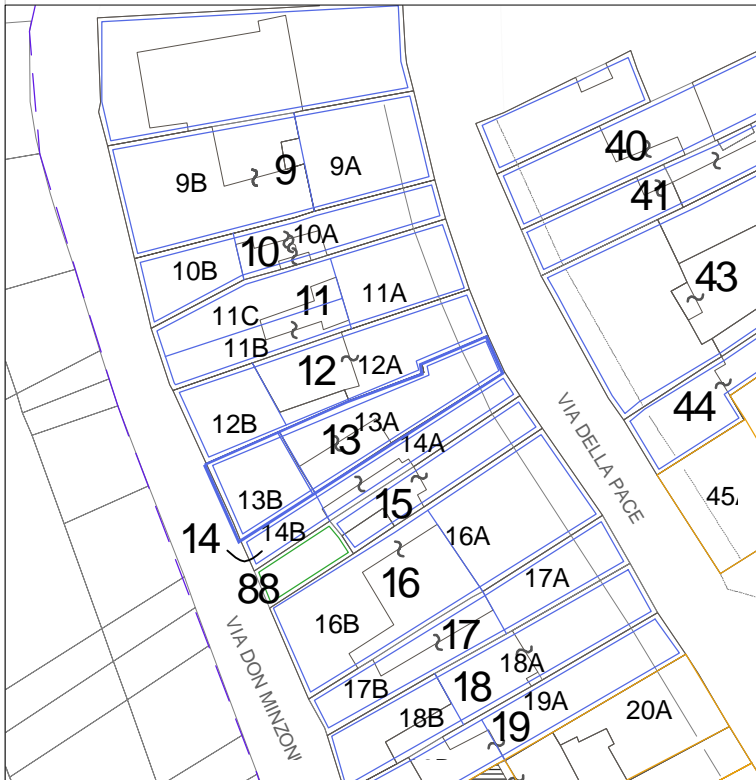 40
9
9A
9B
41
10A
10
10B
43
11A
11
11C
11B
12A
12
44
VIA DELLA PACE
12B
13A
13
14A
45A
13B
15
14B
14
16A
88
16
17A
16B
17
18A
17B
18
19A
20A
18B
19
VIA DON MINZONI